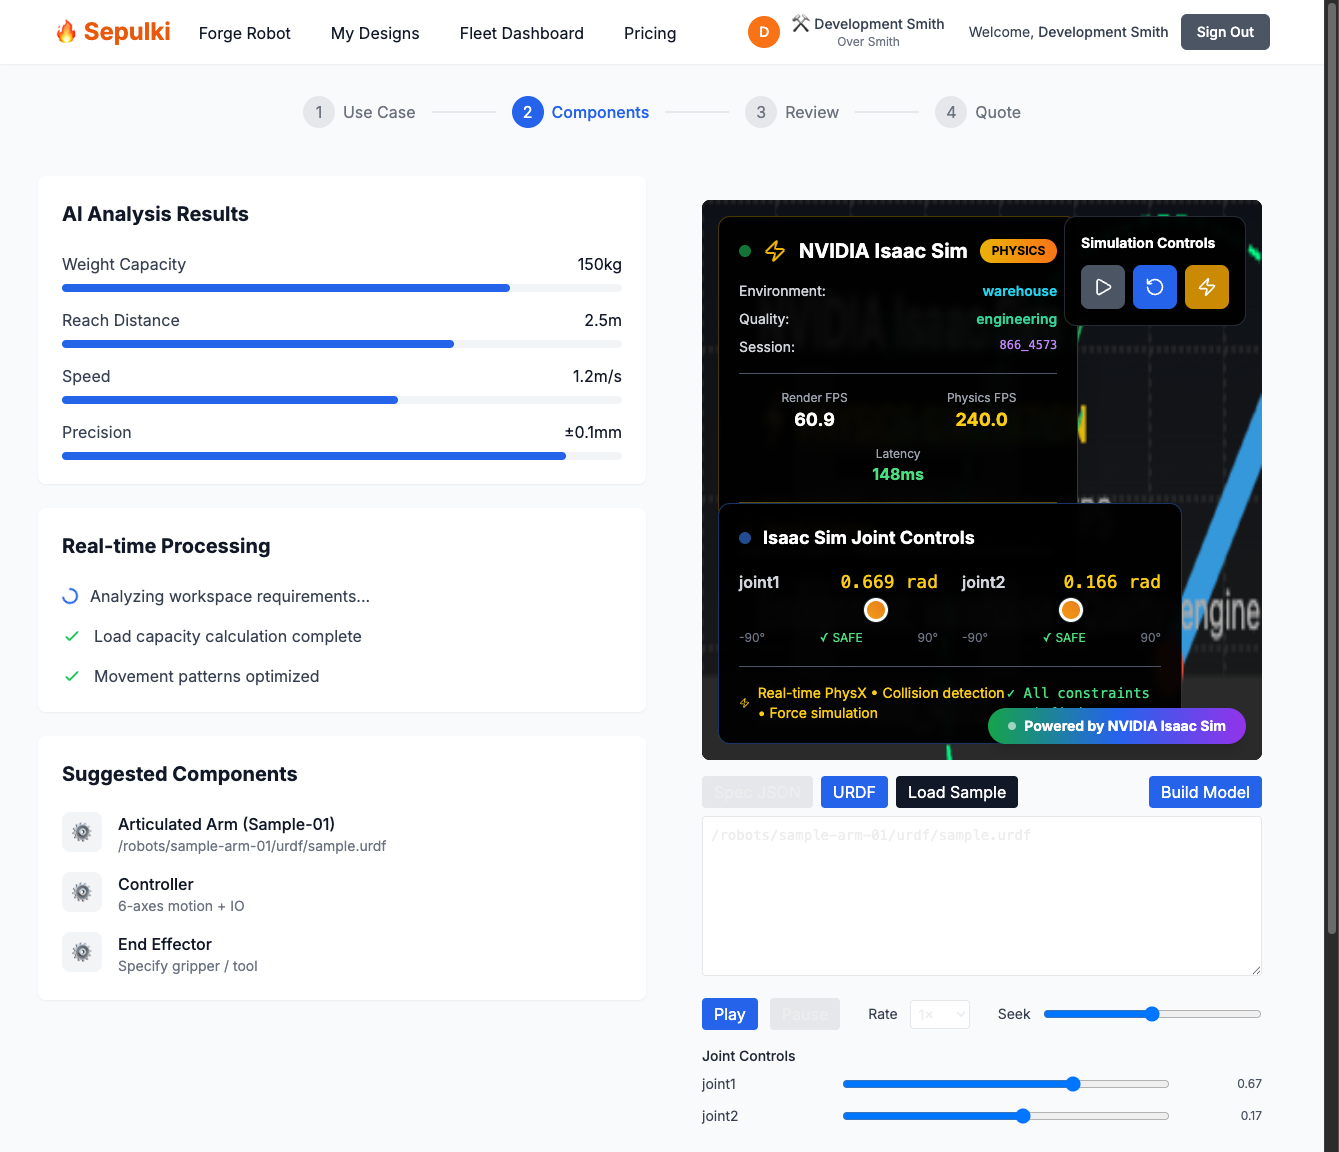 Sepulki
Forge Robot
My Designs
Fleet Dashboard
Pricing
D
Development Smith
Over Smith
Welcome, Development Smith
Sign Out
1 Use Case
2 Components
3 Review
4 Quote
AI Analysis Results
Weight Capacity 150kg
Reach Distance 2.5m
Speed 1.2m/s
Precision ±0.1mm
Real-time Processing
Analyzing workspace requirements...
Load capacity calculation complete
Movement patterns optimized
Suggested Components
Articulated Arm (Sample-01)
/robots/sample-arm-01/urdf/sample.urdf
Controller
6-axes motion + IO
End Effector
Specify gripper / tool
NVIDIA Isaac Sim PHYSICS
Environment: warehouse
Quality: engineering
Session: 866_4573
Render FPS Physics FPS
60.9 240.0
Latency
148ms
Simulation Controls
Isaac Sim Joint Controls
joint1 0.669 rad joint2 0.166 rad
-90° ✓ SAFE 90° -90° ✓ SAFE 90°
Real-time PhysX • Collision detection ✓ All constraints
• Force simulation
engine
Powered by NVIDIA Isaac Sim
Spec JSON URDF Load Sample Build Model
/robots/sample-arm-01/urdf/sample.urdf
Play Pause Rate 1× Seek
Joint Controls
joint1 0.67
joint2 0.17